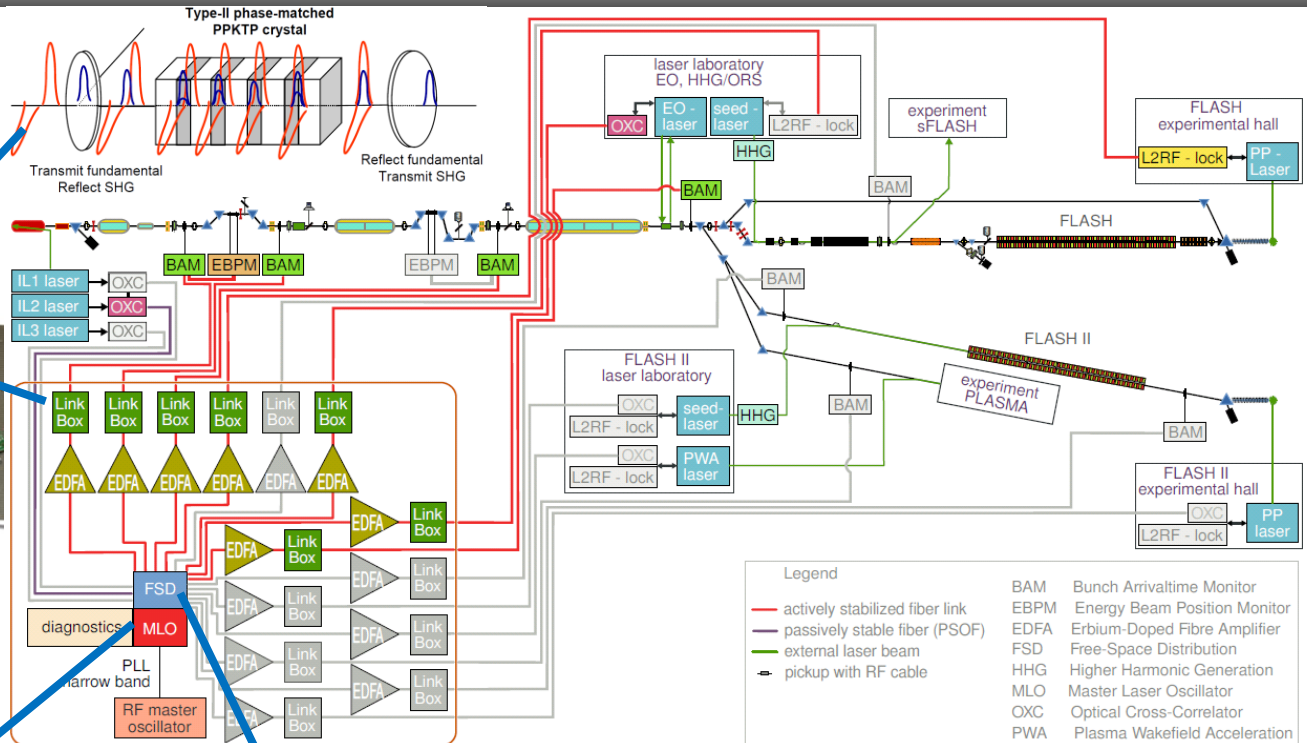 Type-II phase-matched
PPKTP crystal
Transmit fundamental
Reflect SHG
Reflect fundamental
Transmit SHG
laser laboratory
EO, HHG/ORS
OXC
EO -
laser
seed -
laser
L2RF - lock
HHG
experiment
sFLASH
FLASH
experimental hall
L2RF - lock
PP -
Laser
BAM
BAM
FLASH
BAM
EBPM
BAM
EBPM
BAM
BAM
IL1 laser
OXC
IL2 laser
OXC
IL3 laser
OXC
FLASH II
FLASH II
laser laboratory
OXC
L2RF - lock
seed-
laser
HHG
OXC
L2RF - lock
PWA
laser
experiment
PLASMA
BAM
BAM
FLASH II
experimental hall
OXC
L2RF - lock
PP
laser
Link
Box
Link
Box
Link
Box
Link
Box
Link
Box
Link
Box
EDFA
EDFA
EDFA
EDFA
EDFA
EDFA
EDFA
Link
Box
EDFA
Link
Box
EDFA
Link
Box
EDFA
Link
Box
EDFA
Link
Box
EDFA
Link
Box
EDFA
Link
Box
EDFA
Link
Box
FSD
diagnostics
MLO
PLL
narrow band
RF master
oscillator
Legend
actively stabilized fiber link
passively stable fiber (PSOF)
external laser beam
pickup with RF cable
BAM Bunch Arrivaltime Monitor
EBPM Energy Beam Position Monitor
EDFA Erbium-Doped Fibre Amplifier
FSD Free-Space Distribution
HHG Higher Harmonic Generation
MLO Master Laser Oscillator
OXC Optical Cross-Correlator
PWA Plasma Wakefield Acceleration